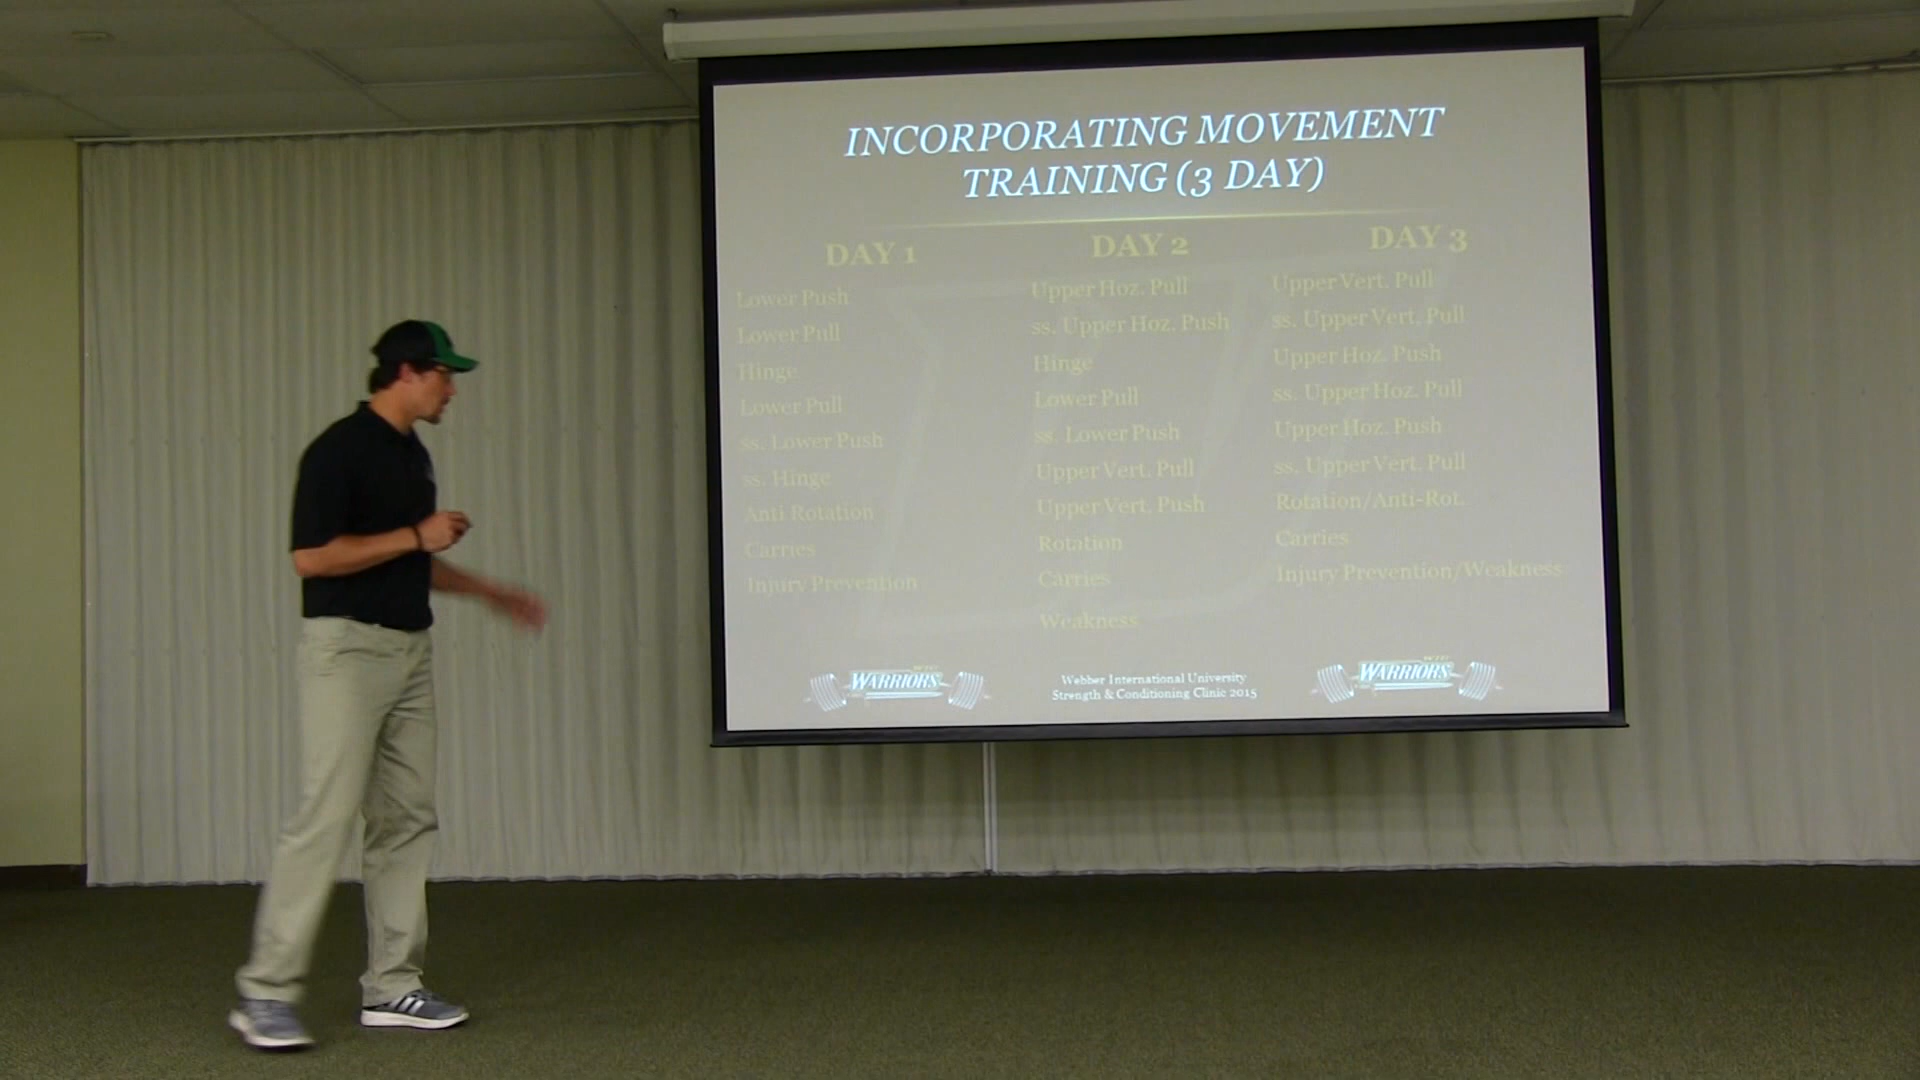 INCORPORATING MOVEMENT
TRAINING (3 DAY)
DAY 1
Lower Push
Lower Pull
Hinge
Lower Pull
ss. Lower Push
ss. Hinge
Anti Rotation
Carries
Injury Prevention
DAY 2
Upper Hoz. Pull
ss. Upper Hoz. Push
Hinge
Lower Pull
ss. Lower Push
Upper Vert. Pull
Upper Vert. Push
Rotation
Carries
Weakness
DAY 3
Upper Vert. Pull
ss. Upper Vert. Pull
Upper Hoz. Push
ss. Upper Hoz. Pull
Upper Hoz. Push
ss. Upper Vert. Pull
Rotation/Anti-Rot.
Carries
Injury Prevention/Weakness
WARRIORS
Webber International University
Strength & Conditioning Clinic 2015
WARRIORS